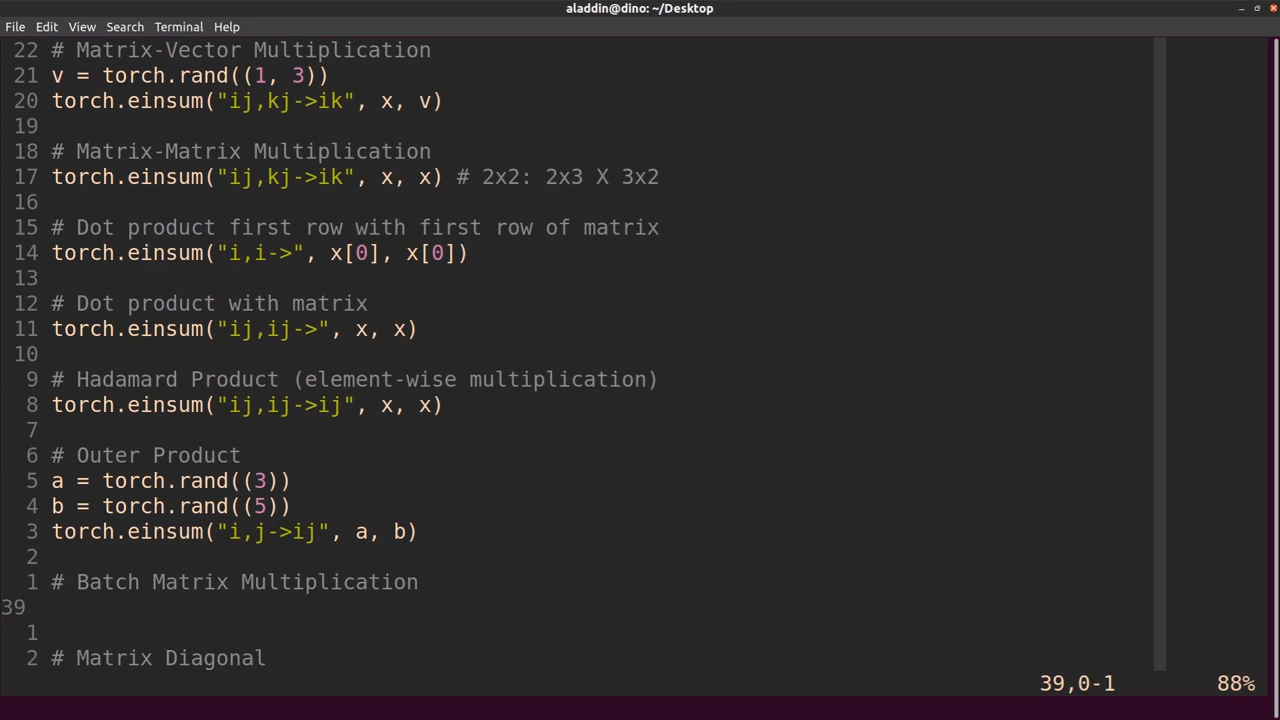 aladdin@dino: ~/Desktop
File Edit View Search Terminal Help
22 # Matrix-Vector Multiplication
21 v = torch.rand((1, 3))
20 torch.einsum("ij,kj->ik", x, v)
19
18 # Matrix-Matrix Multiplication
17 torch.einsum("ij,kj->ik", x, x) # 2x2: 2x3 X 3x2
16
15 # Dot product first row with first row of matrix
14 torch.einsum("i,i->", x[0], x[0])
13
12 # Dot product with matrix
11 torch.einsum("ij,ij->", x, x)
10
9 # Hadamard Product (element-wise multiplication)
8 torch.einsum("ij,ij->ij", x, x)
7
6 # Outer Product
5 a = torch.rand((3))
4 b = torch.rand((5))
3 torch.einsum("i,j->ij", a, b)
2
1 # Batch Matrix Multiplication
39
1
2 # Matrix Diagonal
39,0-1 88%